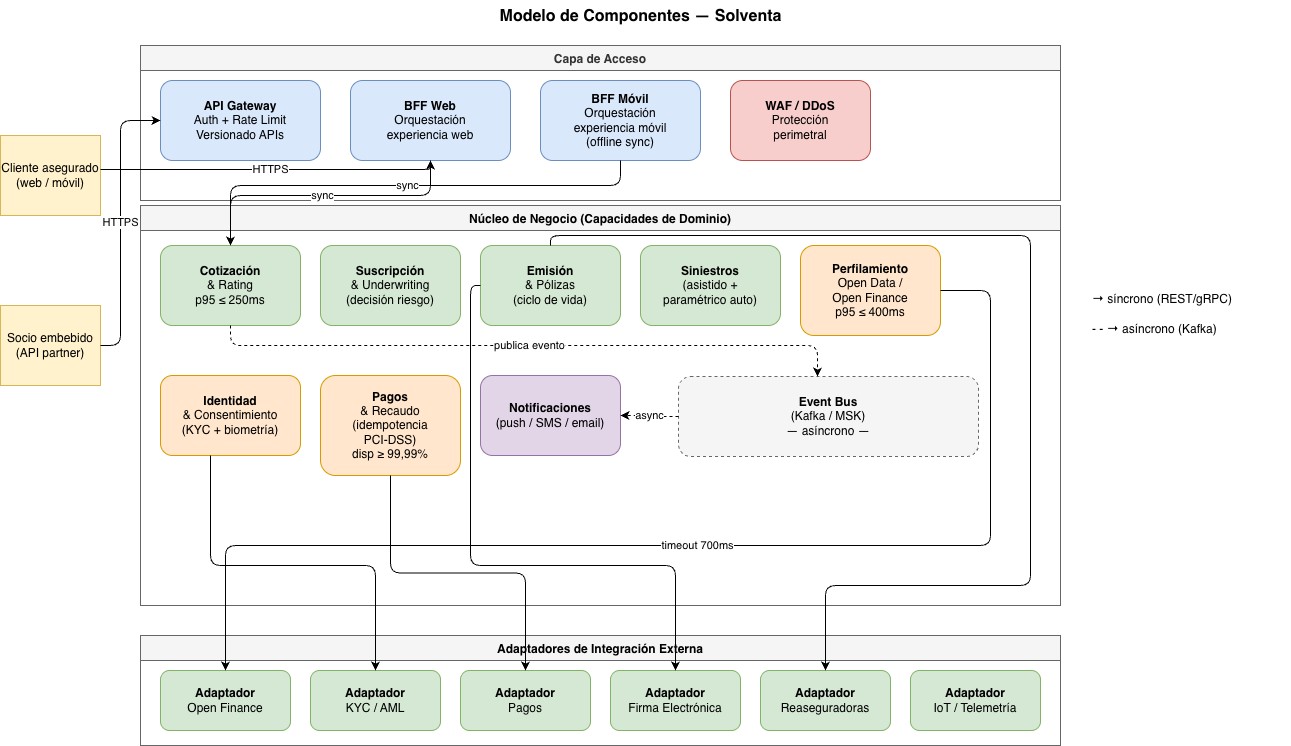 Modelo de Componentes — Solventa
Capa de Acceso
API Gateway
Auth + Rate Limit
Versionado APIs
BFF Web
Orquestación
experiencia web
BFF Móvil
Orquestación
experiencia móvil
(offline sync)
WAF / DDoS
Protección
perimetral
Cliente asegurado
(web / móvil)
HTTPS
sync
sync
HTTPS
Socio embebido
(API partner)
Núcleo de Negocio (Capacidades de Dominio)
Cotización
& Rating
p95 ≤ 250ms
Suscripción
& Underwriting
(decisión riesgo)
Emisión
& Pólizas
(ciclo de vida)
Siniestros
(asistido +
paramétrico auto)
Perfilamiento
Open Data /
Open Finance
p95 ≤ 400ms
→ síncrono (REST/gRPC)
- - → asíncrono (Kafka)
publica evento
Identidad
& Consentimiento
(KYC + biometría)
Pagos
& Recaudo
(idempotencia
PCI-DSS)
disp ≥ 99,99%
Notificaciones
(push / SMS / email)
async
Event Bus
(Kafka / MSK)
— asíncrono —
timeout 700ms
Adaptadores de Integración Externa
Adaptador
Open Finance
Adaptador
KYC / AML
Adaptador
Pagos
Adaptador
Firma Electrónica
Adaptador
Reaseguradoras
Adaptador
IoT / Telemetría